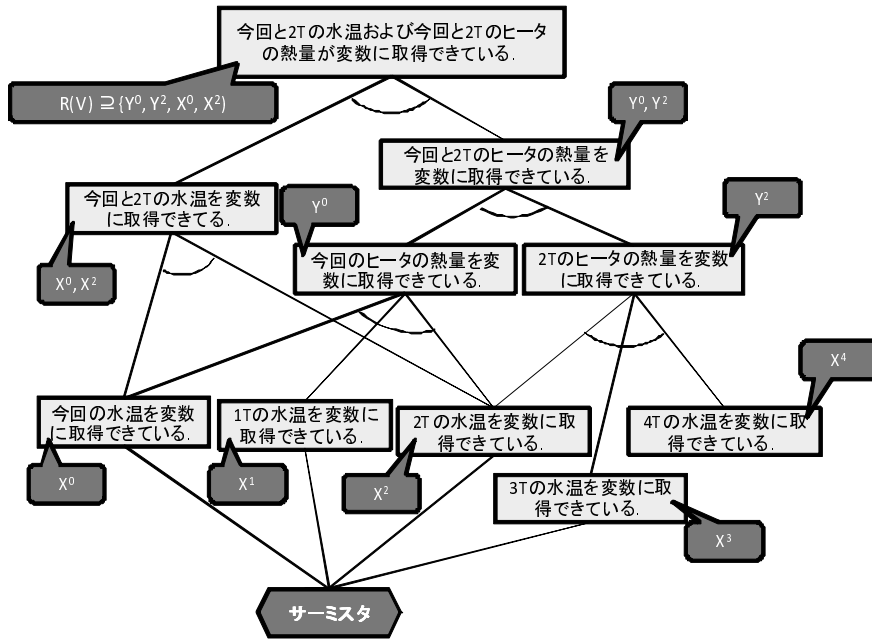 今回と2Tの水温および今回と2Tのヒータ
の熱量が変数に取得できている.
R(V) ⊇ {Y⁰, Y², X⁰, X²)
Y⁰, Y²
今回と2Tのヒータの熱量を
変数に取得できている.
今回と2Tの水温を変数
に取得できてる.
Y⁰
Y²
X⁰, X²
今回のヒータの熱量を変
数に取得できている.
2Tのヒータの熱量を変数
に取得できている.
X⁴
今回の水温を変数
に取得できている.
1Tの水温を変数に
取得できている.
2Tの水温を変数に取
得できている.
4Tの水温を変数に取
得できている.
X⁰
X¹
X²
3Tの水温を変数に取
得できている.
X³
サーミスタ